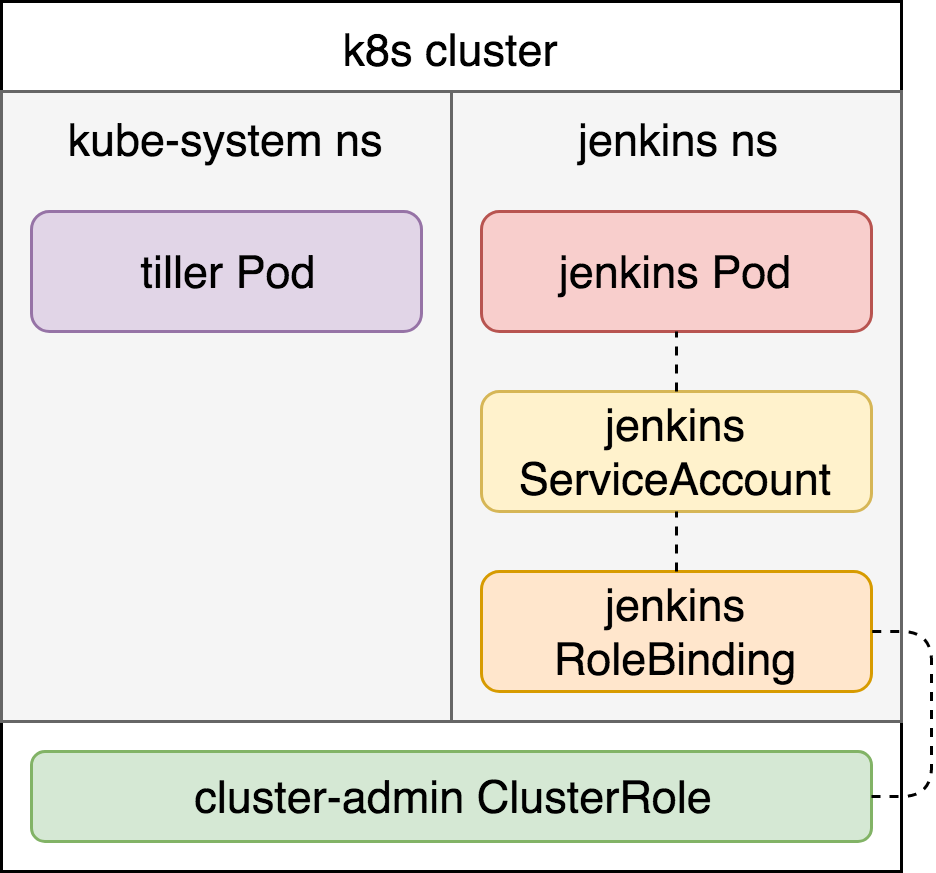 k8s cluster
kube-system ns
tiller Pod
jenkins ns
jenkins Pod
jenkins
ServiceAccount
jenkins
RoleBinding
cluster-admin ClusterRole